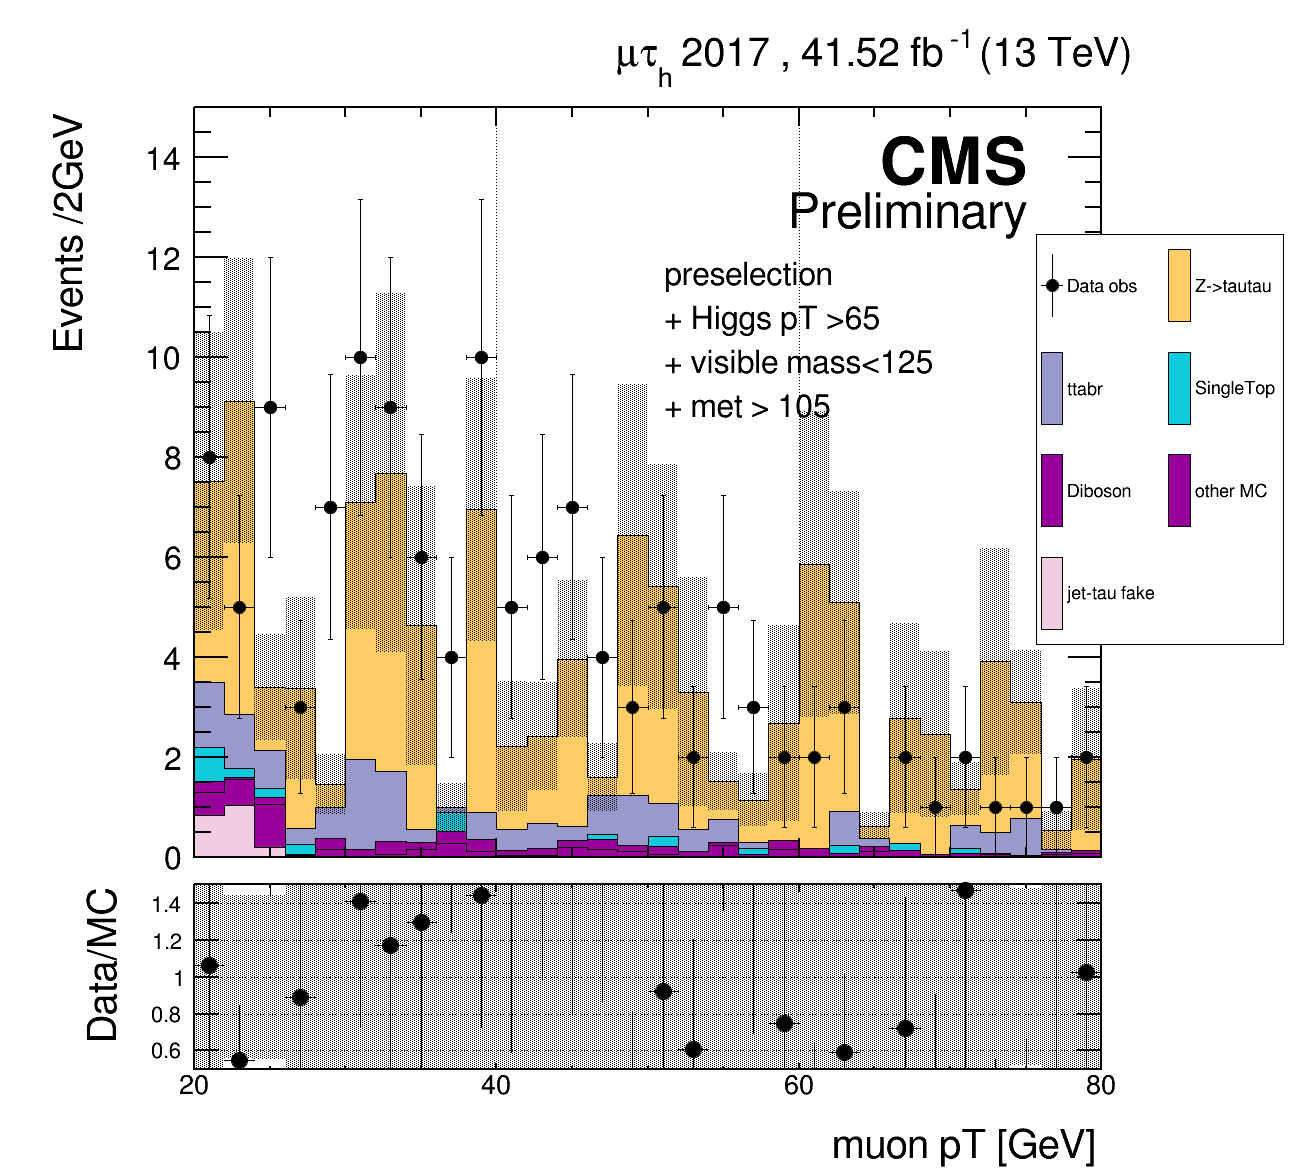 μτh 2017 , 41.52 fb-1 (13 TeV)
Events /2GeV
14
12
10
8
6
4
2
0
CMS
Preliminary
preselection
+ Higgs pT >65
+ visible mass<125
+ met > 105
Data obs
Z->tautau
ttabr
SingleTop
Diboson
other MC
jet-tau fake
Data/MC
1.4
1.2
1
0.8
0.6
20 40 60 80
muon pT [GeV]